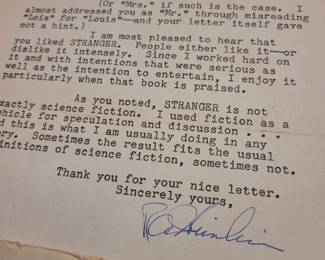 (Or "Mrs." if such is the case. I
almost addressed you as "Mr." through misreading
"Lois" for "Louis"—and your letter itself gave
not a hint.)
I am most pleased to hear that
you liked STRANGER. People either like it—or
dislike it intensely. Since I worked hard on
it and with intentions that were serious as
well as the intention to entertain, I enjoy it
particularly when that book is praised.
As you noted, STRANGER is not
exactly science fiction. I used fiction as a
vehicle for speculation and discussion . . .
d this is what I am usually doing in any
ory. Sometimes the result fits the usual
finitions of science fiction, sometimes not.
Thank you for your nice letter.
Sincerely yours,